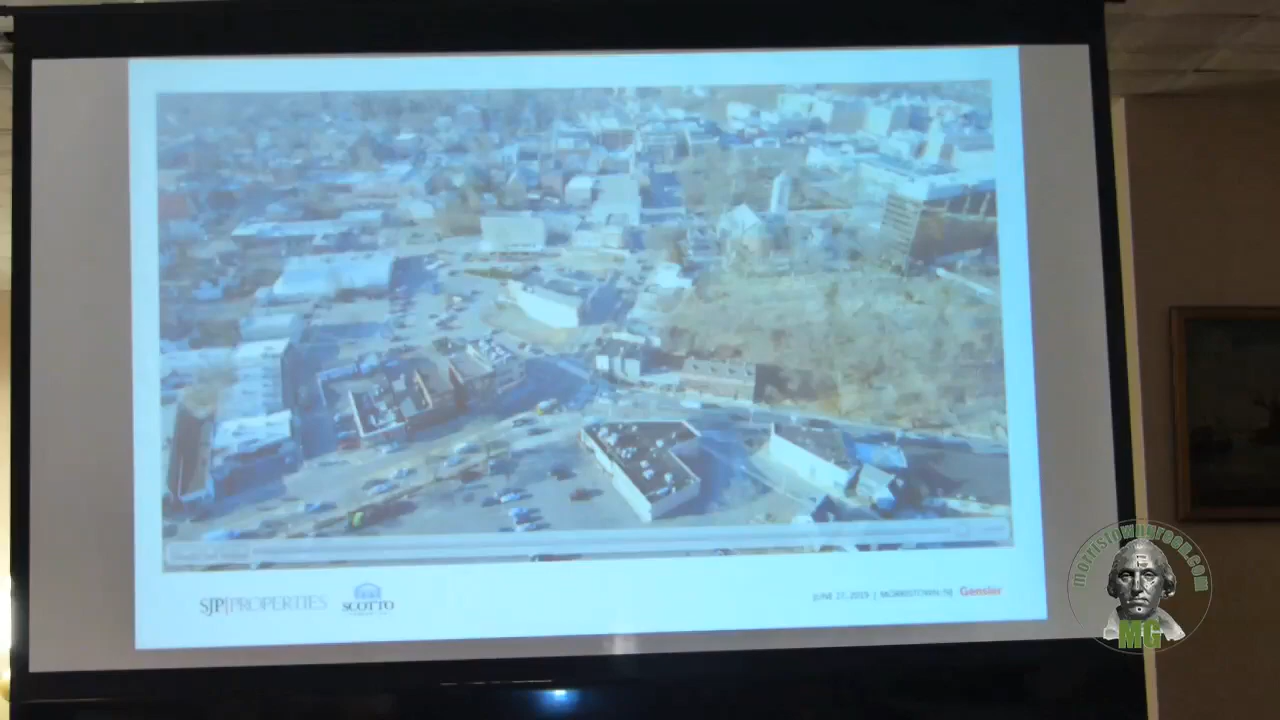 SJP|PROPERTIES
SCOTTO
JUNE 27, 2019 | MORRISTOWN, NJ Gensler
morristowngreen.com
MG